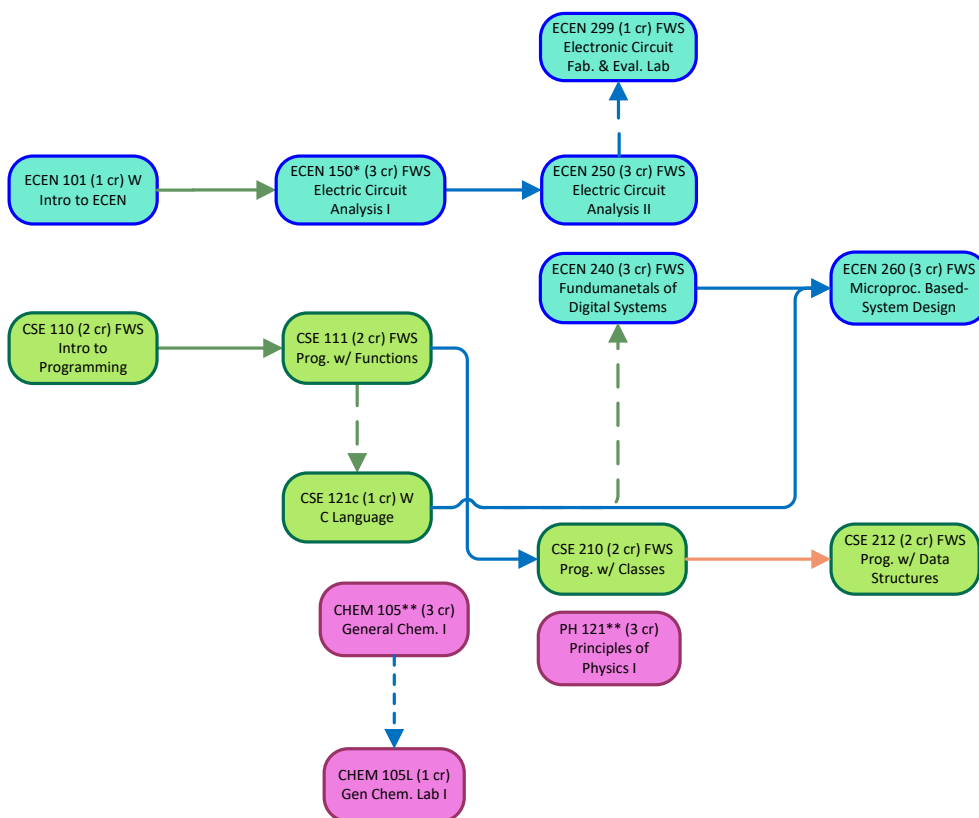 ECEN 299 (1 cr) FWS
Electronic Circuit
Fab. & Eval. Lab
ECEN 101 (1 cr) W
Intro to ECEN
ECEN 150* (3 cr) FWS
Electric Circuit
Analysis I
ECEN 250 (3 cr) FWS
Electric Circuit
Analysis II
ECEN 240 (3 cr) FWS
Fundumanetals of
Digital Systems
ECEN 260 (3 cr) FWS
Microproc. Based-
System Design
CSE 110 (2 cr) FWS
Intro to
Programming
CSE 111 (2 cr) FWS
Prog. w/ Functions
CSE 121c (1 cr) W
C Language
CSE 210 (2 cr) FWS
Prog. w/ Classes
CSE 212 (2 cr) FWS
Prog. w/ Data
Structures
CHEM 105** (3 cr)
General Chem. I
PH 121** (3 cr)
Principles of
Physics I
CHEM 105L (1 cr)
Gen Chem. Lab I